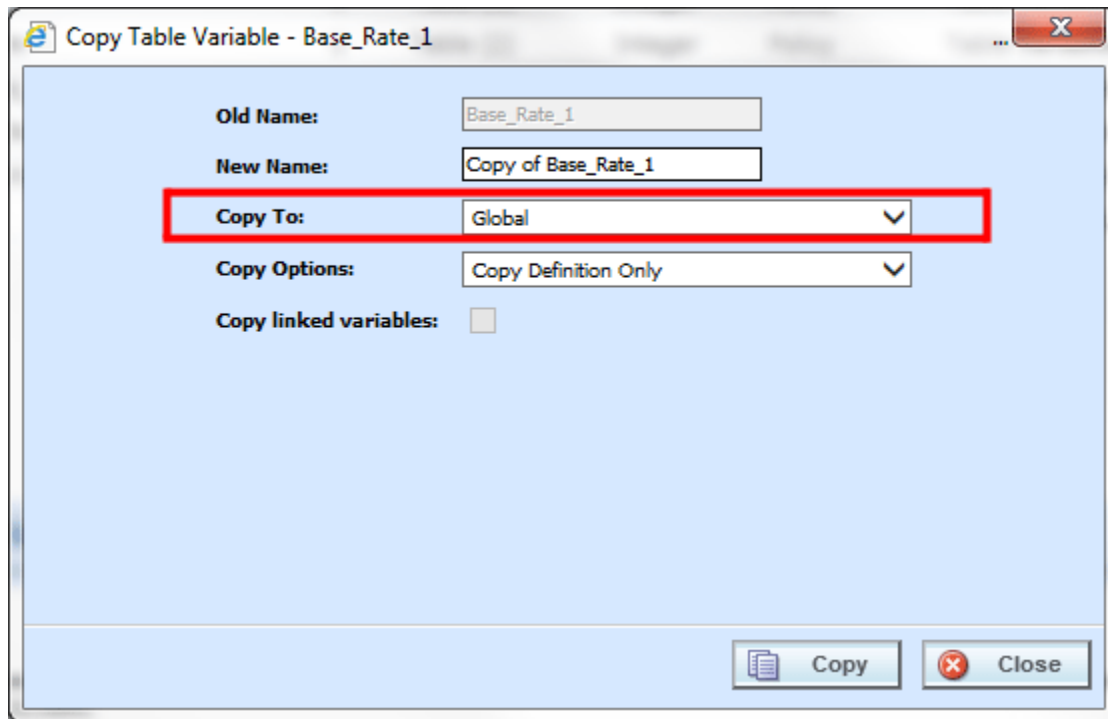 Copy Table Variable - Base_Rate_1
...
Old Name: Base_Rate_1
New Name: Copy of Base_Rate_1
Copy To: Global
Copy Options: Copy Definition Only
Copy linked variables:
Copy Close